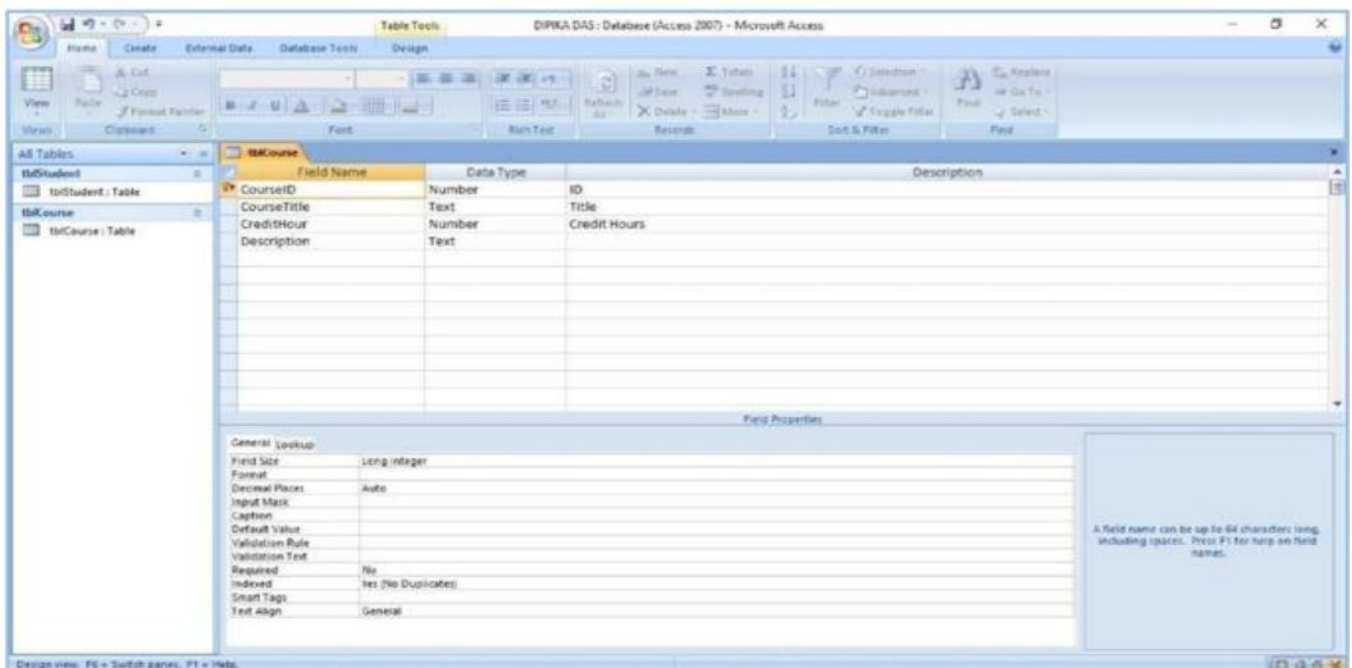 Table Tools DIPIKA DAS : Database (Access 2007) - Microsoft Access
Home Create External Data Database Tools Design
View Paste Cut Copy Format Painter
Refresh All New Save Delete Totals Spelling More
Filter Selection Advanced Toggle Filter Find Replace Go To Select
Views Clipboard Font Rich Text Records Sort & Filter Find
All Tables
tblStudent
tblStudent : Table
tblCourse
tblCourse : Table
tblCourse
Field Name Data Type Description
CourseID Number ID
CourseTitle Text Title
CreditHour Number Credit Hours
Description Text
Field Properties
General Lookup
Field Size Long Integer
Format
Decimal Places Auto
Input Mask
Caption
Default Value
Validation Rule
Validation Text
Required No
Indexed Yes (No Duplicates)
Smart Tags
Text Align General
A field name can be up to 64 characters long,
including spaces. Press F1 for help on field
names.
Design view. F6 = Switch panes. F1 = Help.